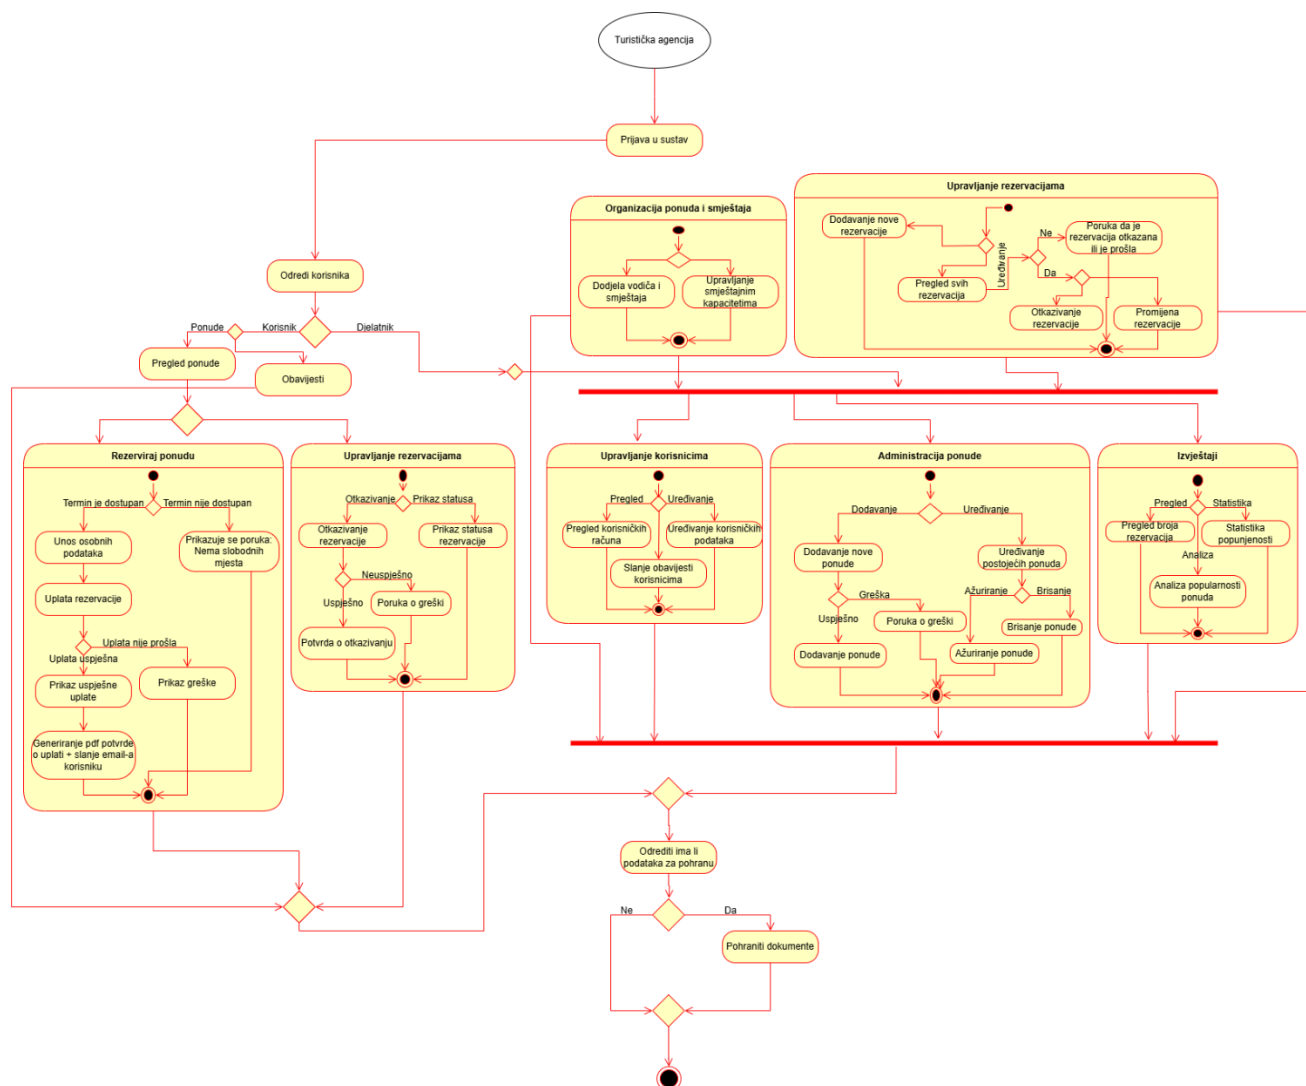 Turistička agencija
Prijava u sustav
Odredi korisnika
Ponude
Korisnik
Djelatnik
Pregled ponude
Obavijesti
Organizacija ponuda i smještaja
Dodjela vodiča i
smještaja
Upravljanje
smještajnim
kapacitetima
Upravljanje rezervacijama
Dodavanje nove
rezervacije
Pregled svih
rezervacija
Uređivanje
Ne
Poruka da je
rezervacija otkazana
ili je prošla
Da
Otkazivanje
rezervacije
Promijena
rezervacije
Rezerviraj ponudu
Termin je dostupan
Termin nije dostupan
Unos osobnih
podataka
Prikazuje se poruka:
Nema slobodnih
mjesta
Uplata rezervacije
Uplata nije prošla
Uplata uspješna
Prikaz uspješne
uplate
Prikaz greške
Generiranje pdf potvrde
o uplati + slanje email-a
korisniku
Upravljanje rezervacijama
Otkazivanje
Prikaz statusa
Otkazivanje
rezervacije
Prikaz statusa
rezervacije
Neuspješno
Uspješno
Poruka o greški
Potvrda o otkazivanju
Upravljanje korisnicima
Pregled
Uređivanje
Pregled korisničkih
računa
Uređivanje korisničkih
podataka
Slanje obavijesti
korisnicima
Administracija ponude
Dodavanje
Uređivanje
Dodavanje nove
ponude
Uređivanje
postojećih ponuda
Greška
Uspješno
Poruka o greški
Dodavanje ponude
Ažuriranje
Brisanje
Brisanje ponude
Ažuriranje ponude
Izvještaji
Pregled
Statistika
Pregled broja
rezervacija
Statistika
popunjenosti
Analiza
Analiza popularnosti
ponuda
Odrediti ima li
podataka za pohranu
Ne
Da
Pohraniti dokumente